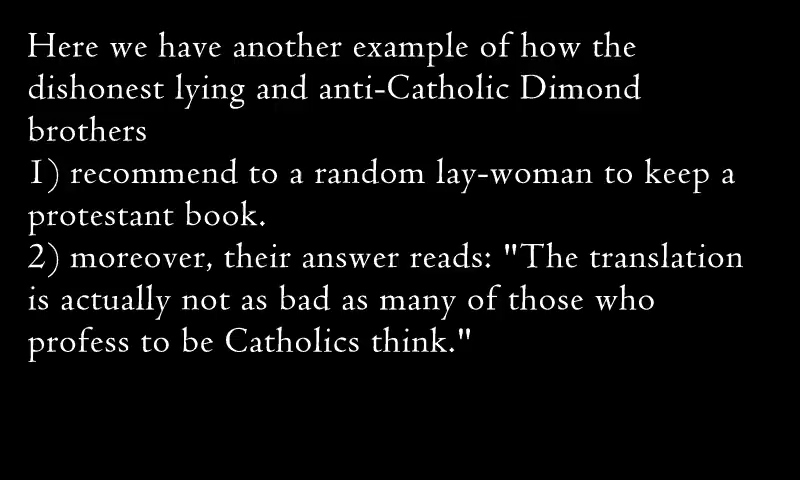 Here we have another example of how the
dishonest lying and anti-Catholic Dimond
brothers
1) recommend to a random lay-woman to keep a
protestant book.
2) moreover, their answer reads: "The translation
is actually not as bad as many of those who
profess to be Catholics think."